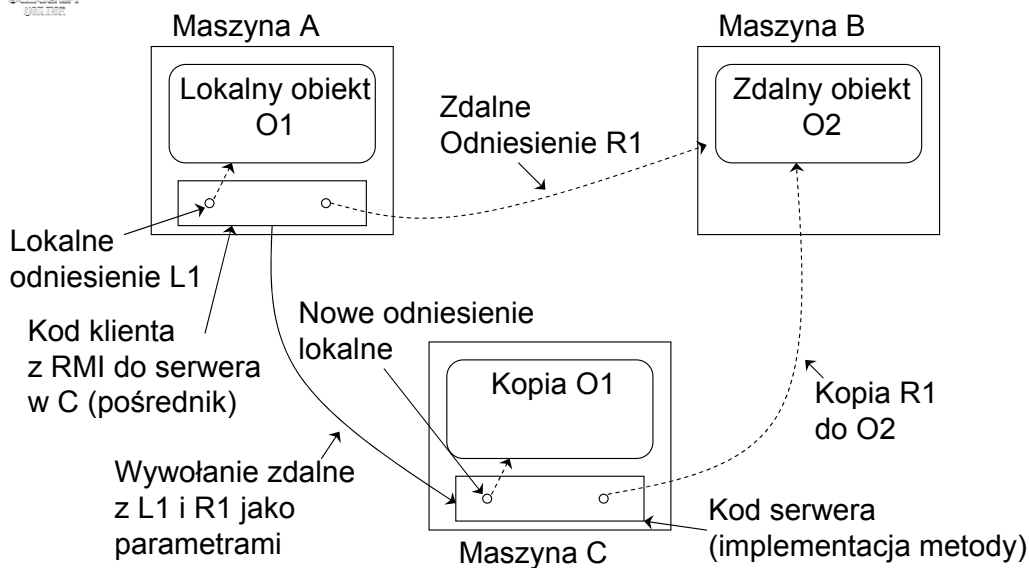 Maszyna A
Maszyna B
Lokalny obiekt
O1
Zdalne
Odniesienie R1
Zdalny obiekt
O2
Lokalne
odniesienie L1
Kod klienta
z RMI do serwera
w C (pośrednik)
Nowe odniesienie
lokalne
Kopia O1
Kopia R1
do O2
Wywołanie zdalne
z L1 i R1 jako
parametrami
Kod serwera
(implementacja metody)
Maszyna C